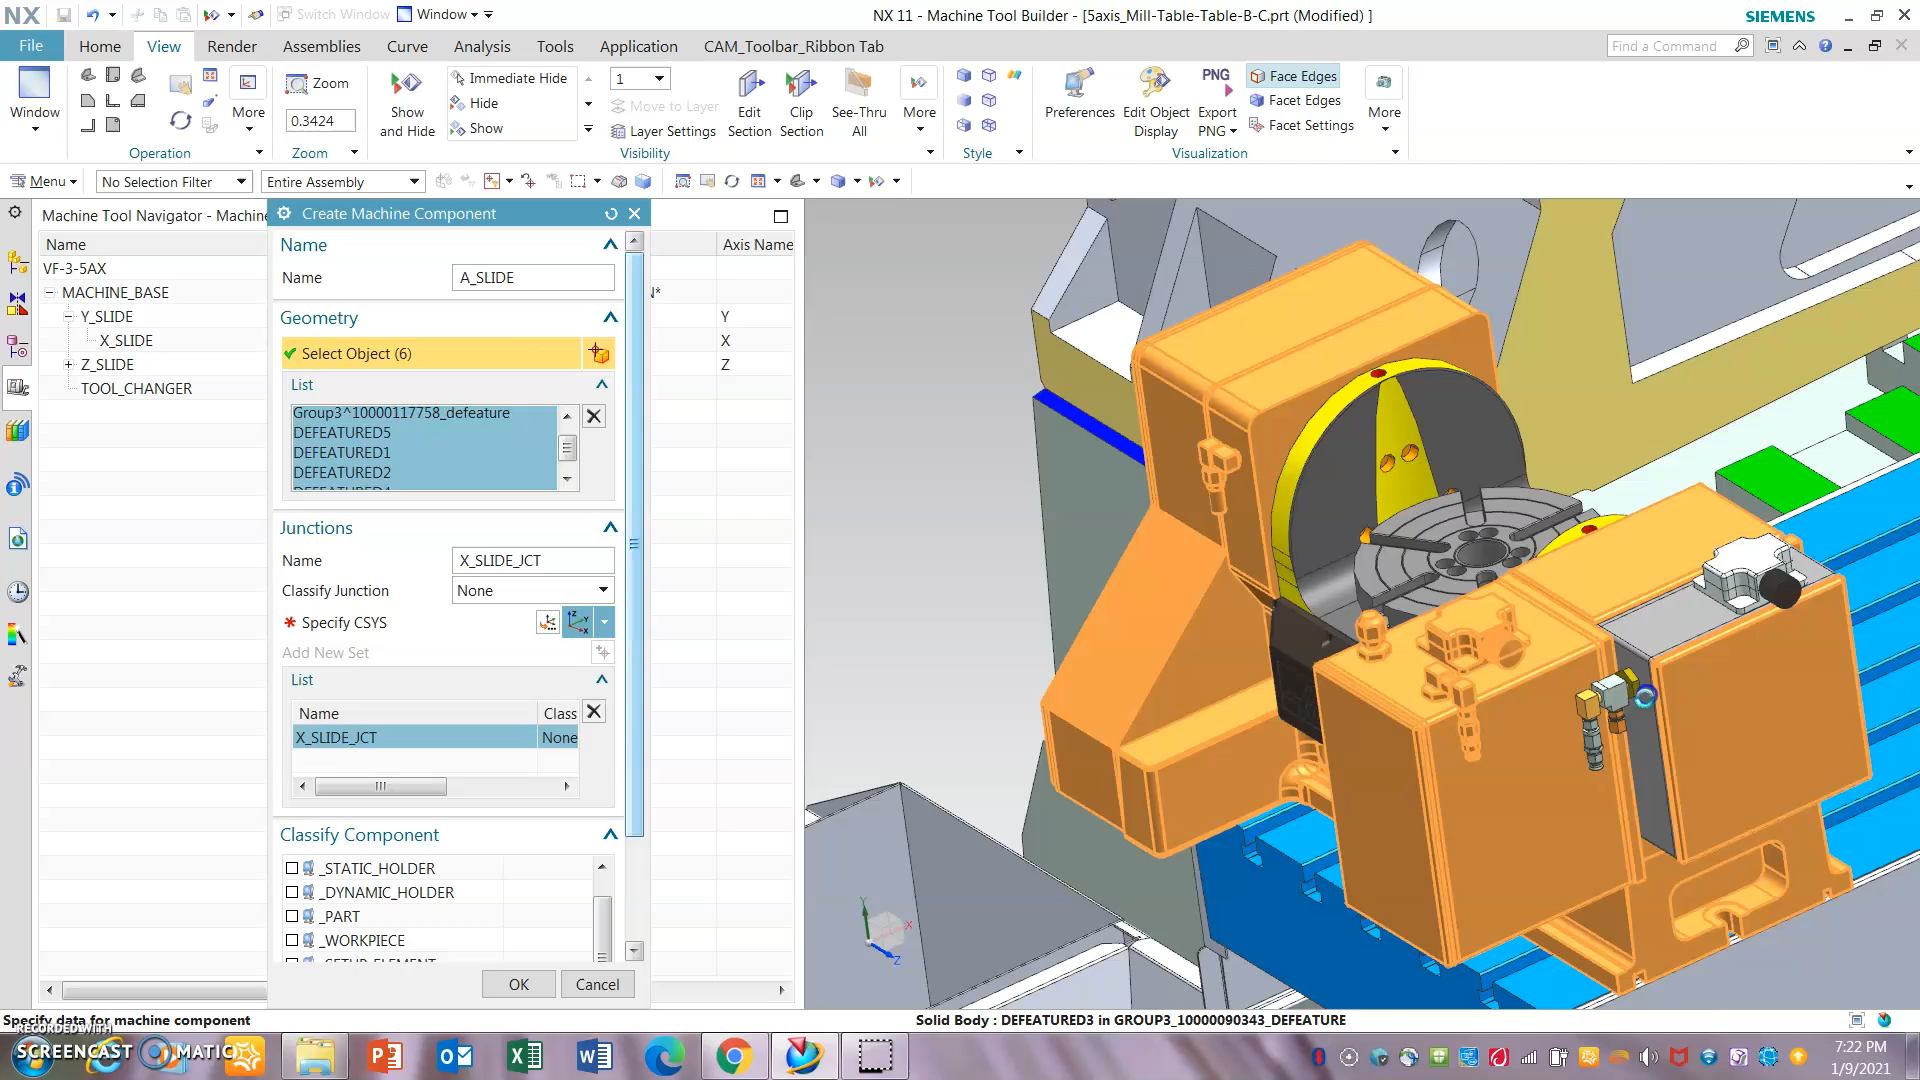 NX
Switch Window
Window
NX 11 - Machine Tool Builder - [5axis_Mill-Table-Table-B-C.prt (Modified) ]
SIEMENS
File
Home
View
Render
Assemblies
Curve
Analysis
Tools
Application
CAM_Toolbar_Ribbon Tab
Find a Command
Window
More
Operation
Zoom
0.3424
Zoom
Show and Hide
Immediate Hide
Hide
Show
1
Move to Layer
Layer Settings
Visibility
Edit Section
Clip Section
See-Thru All
More
Style
Preferences
Edit Object Display
PNG
Export PNG
Face Edges
Facet Edges
Facet Settings
Visualization
More
Menu
No Selection Filter
Entire Assembly
Machine Tool Navigator - Machine
Name
Axis Name
VF-3-5AX
MACHINE_BASE
N*
Y_SLIDE
Y
X_SLIDE
X
Z_SLIDE
Z
TOOL_CHANGER
Create Machine Component
Name
Name
A_SLIDE
Geometry
Select Object (6)
List
Group3^10000117758_defeature
DEFEATURED5
DEFEATURED1
DEFEATURED2
DEFEATURED4
Junctions
Name
X_SLIDE_JCT
Classify Junction
None
* Specify CSYS
Add New Set
List
Name
Class
X_SLIDE_JCT
None
Classify Component
_STATIC_HOLDER
_DYNAMIC_HOLDER
_PART
_WORKPIECE
_SETUP_ELEMENT
OK
Cancel
Y
X
Z
Specify data for machine component
Solid Body : DEFEATURED3 in GROUP3_10000090343_DEFEATURE
RECORDED WITH
SCREENCAST
MATIC
7:22 PM
1/9/2021